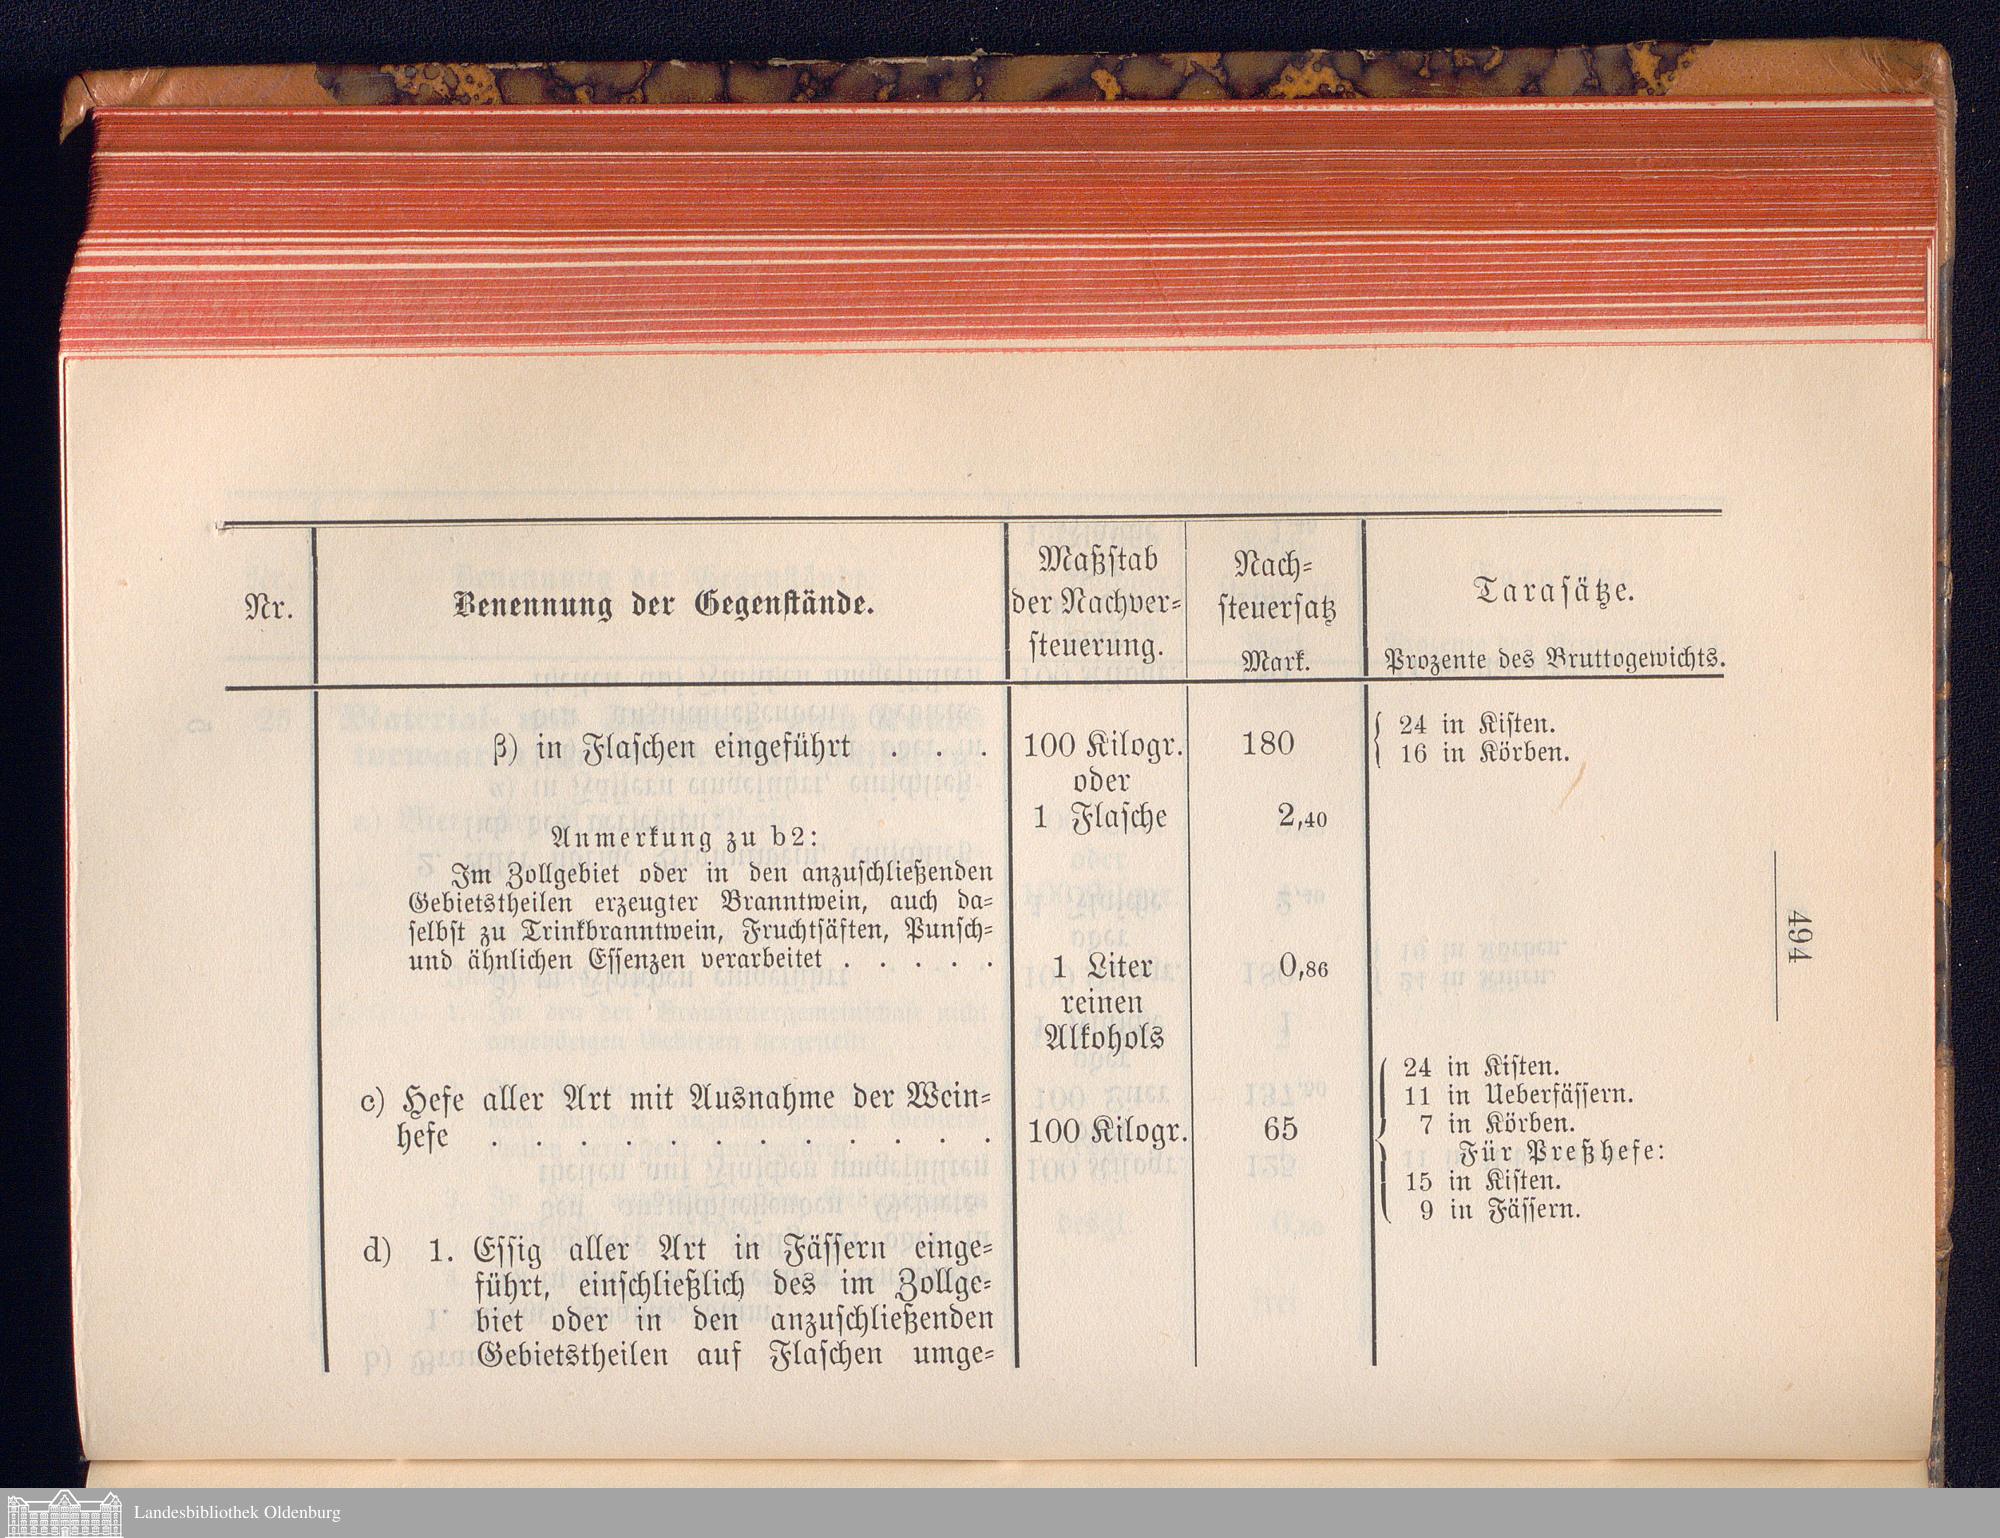 Nr.
Benennung der Gegenstände.
Maßstab
der Nachver-
steuerung.
Nach-
steuersatz
Mark.
Tarasätze.
Prozente des Bruttogewichts.
β) in Flaschen eingeführt . . .
100 Kilogr.
oder
1 Flasche
180
2,40
24 in Kisten.
16 in Körben.
Anmerkung zu b2:
Im Zollgebiet oder in den anzuschließenden
Gebietstheilen erzeugter Branntwein, auch da-
selbst zu Trinkbranntwein, Fruchtsäften, Punsch-
und ähnlichen Essenzen verarbeitet . . . . .
1 Liter
reinen
Alkohols
0,86
c) Hefe aller Art mit Ausnahme der Wein-
hefe . . . . . . . . . . . .
100 Kilogr.
65
24 in Kisten.
11 in Ueberfässern.
7 in Körben.
Für Preßhefe:
15 in Kisten.
9 in Fässern.
d) 1. Essig aller Art in Fässern einge-
führt, einschließlich des im Zollge-
biet oder in den anzuschließenden
Gebietstheilen auf Flaschen umge-
494
Landesbibliothek Oldenburg